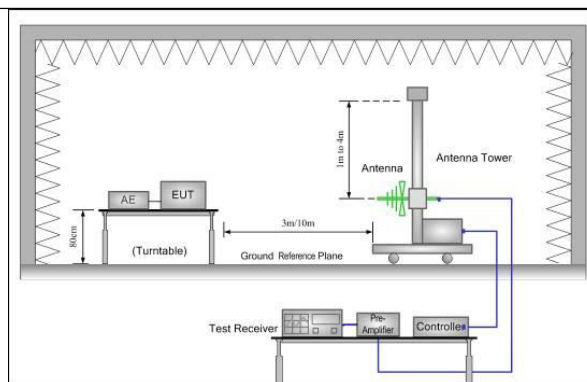 1m to 4m
Antenna
Antenna Tower
AE
EUT
80cm
(Turntable)
3m/10m
Ground Reference Plane
Test Receiver
Pre-
Amplifier
Controller